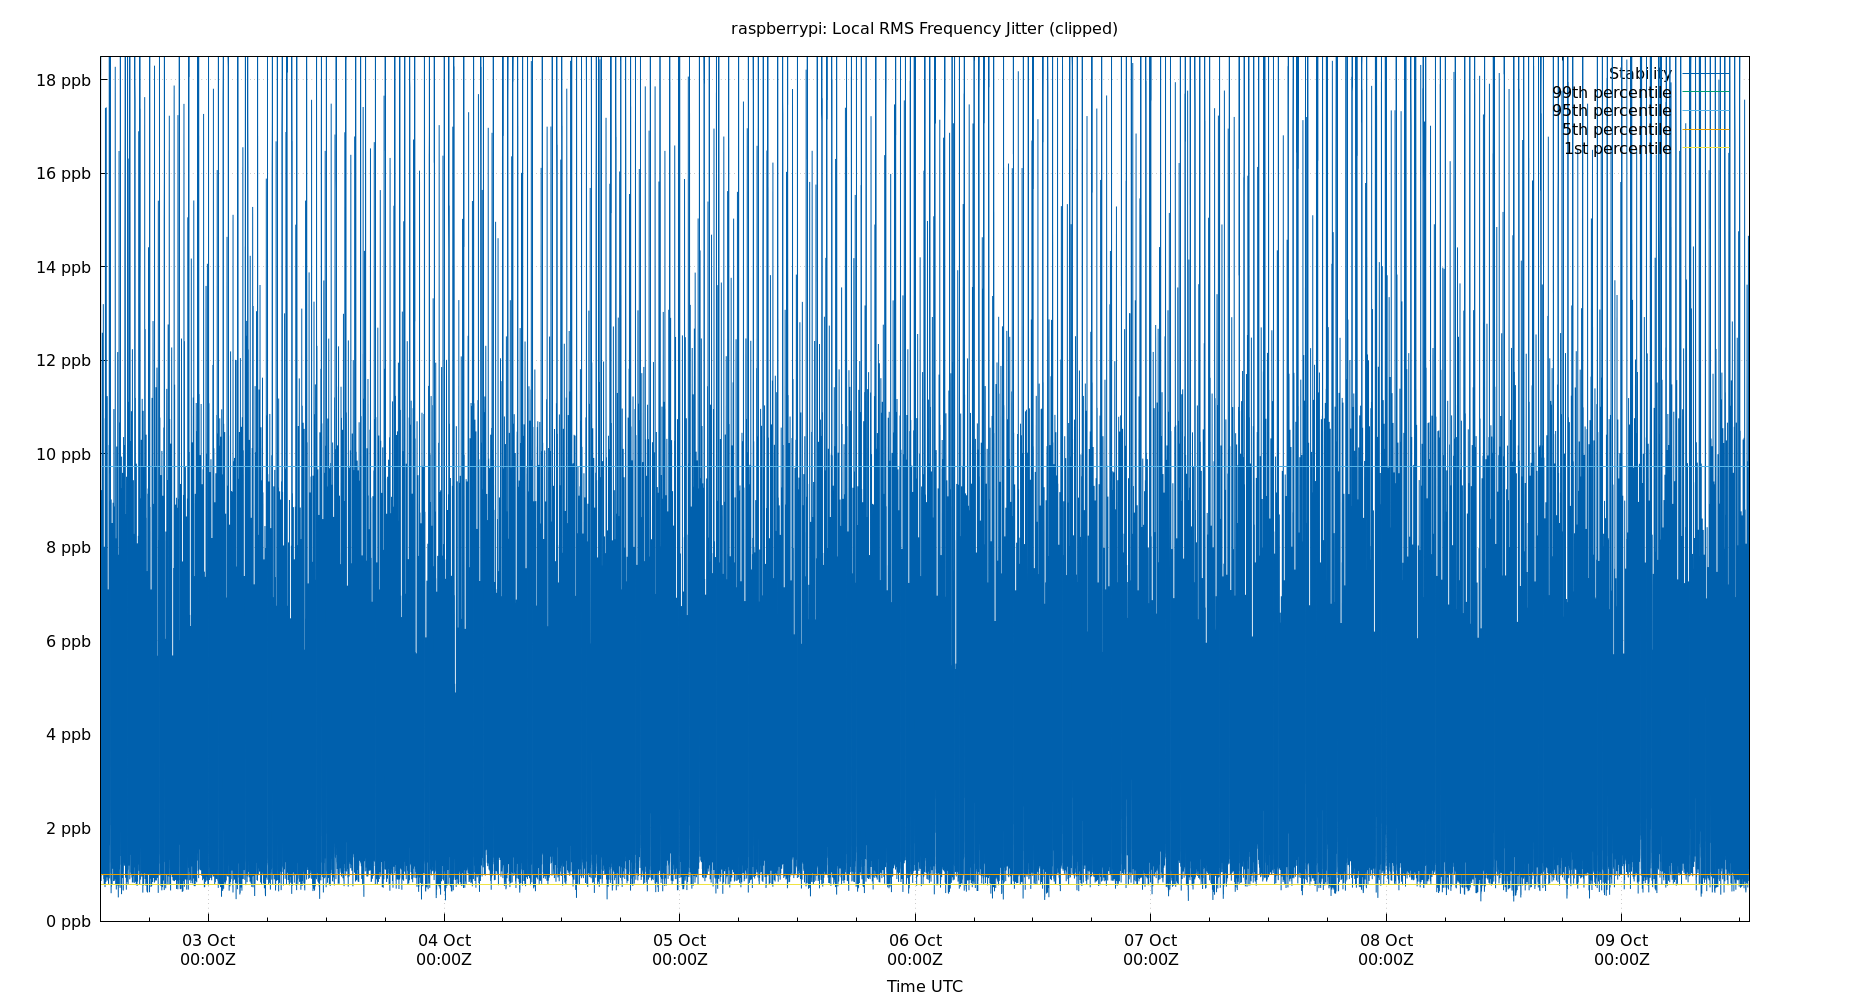 raspberrypi: Local RMS Frequency Jitter (clipped)
18 ppb
16 ppb
14 ppb
12 ppb
10 ppb
8 ppb
6 ppb
4 ppb
2 ppb
0 ppb
Stability
99th percentile
95th percentile
5th percentile
1st percentile
03 Oct
00:00Z
04 Oct
00:00Z
05 Oct
00:00Z
06 Oct
00:00Z
07 Oct
00:00Z
08 Oct
00:00Z
09 Oct
00:00Z
Time UTC